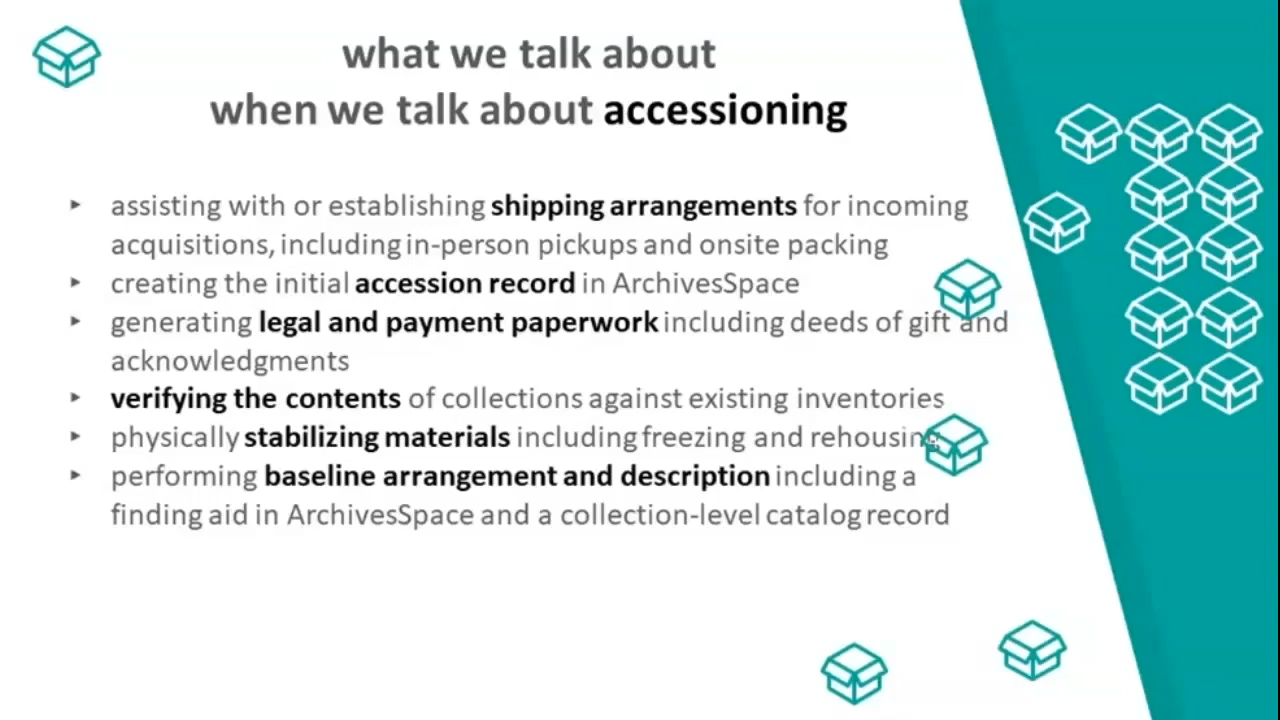 what we talk about
when we talk about accessioning
▸ assisting with or establishing shipping arrangements for incoming
acquisitions, including in-person pickups and onsite packing
▸ creating the initial accession record in ArchivesSpace
▸ generating legal and payment paperwork including deeds of gift and
acknowledgments
▸ verifying the contents of collections against existing inventories
▸ physically stabilizing materials including freezing and rehousing
▸ performing baseline arrangement and description including a
finding aid in ArchivesSpace and a collection-level catalog record